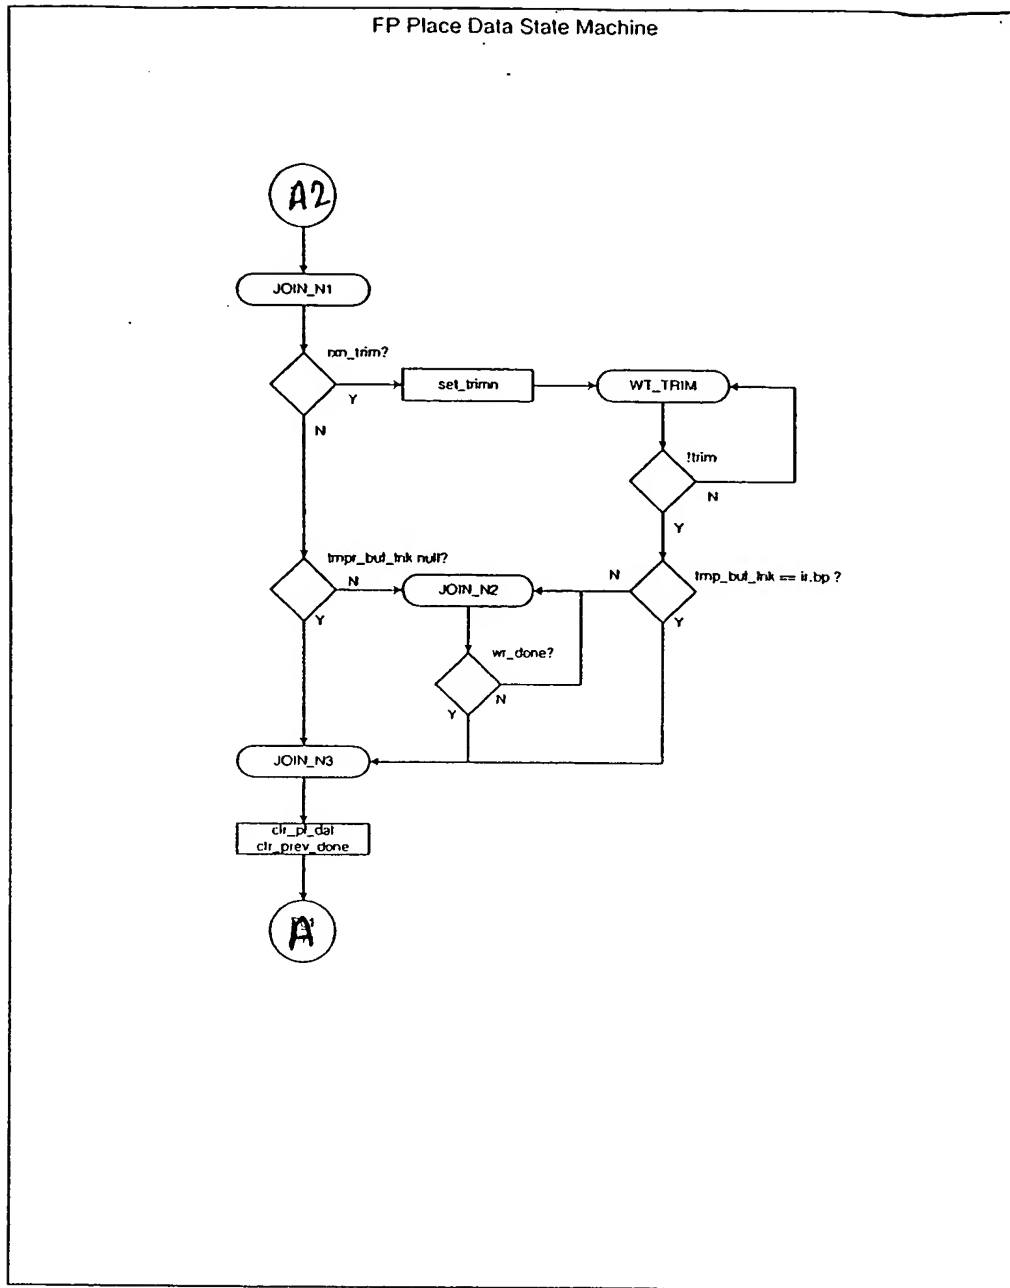 FP Place Data State Machine
A2
JOIN_N1
rxn_trim?
Y
set_trimn
WT_TRIM
N
!trim
N
Y
tmpr_buf_lnk null?
N
JOIN_N2
N
tmp_buf_lnk == ir.bp ?
Y
Y
wr_done?
N
Y
JOIN_N3
clr_pl_dat
clr_prev_done
A